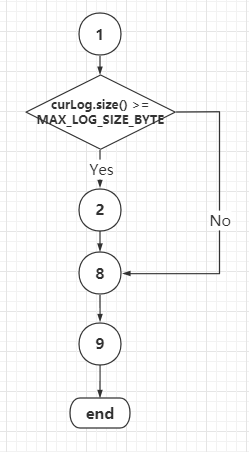 1
curLog.size() >=
MAX_LOG_SIZE_BYTE
Yes
2
No
8
9
end